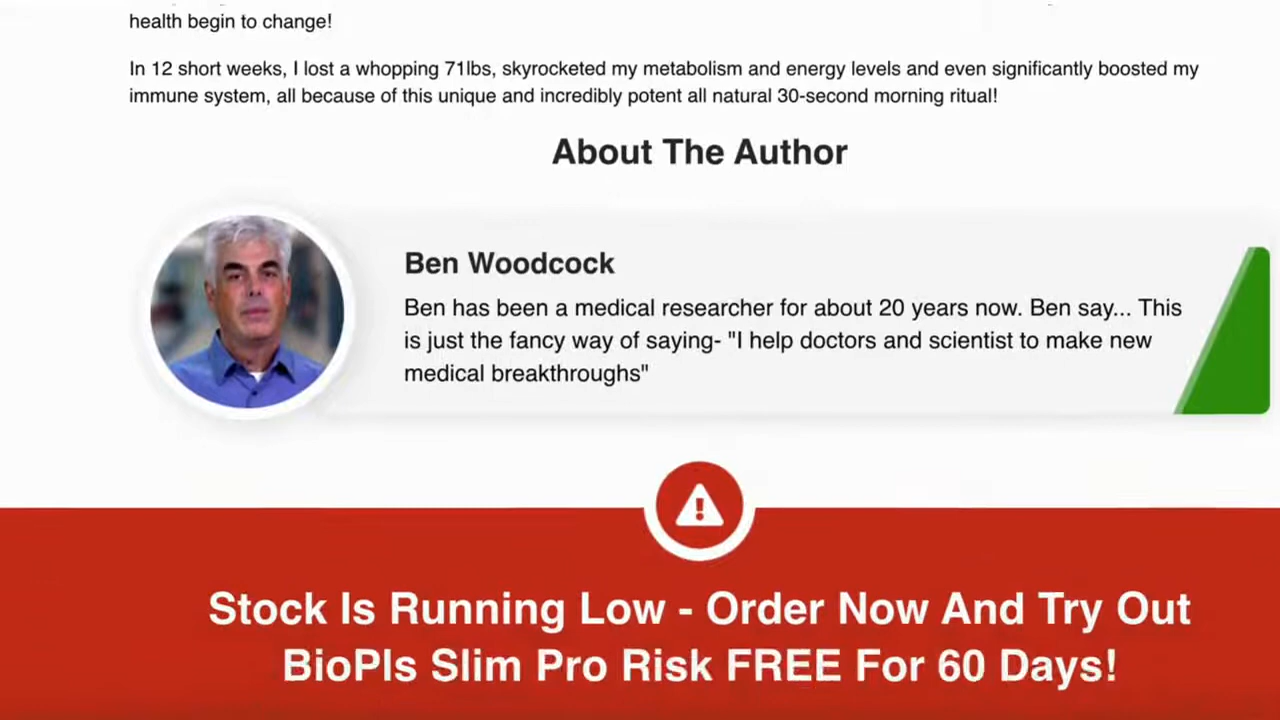 health begin to change!
In 12 short weeks, I lost a whopping 71lbs, skyrocketed my metabolism and energy levels and even significantly boosted my
immune system, all because of this unique and incredibly potent all natural 30-second morning ritual!
About The Author
Ben Woodcock
Ben has been a medical researcher for about 20 years now. Ben say... This
is just the fancy way of saying- "I help doctors and scientist to make new
medical breakthroughs"
Stock Is Running Low - Order Now And Try Out
BioPls Slim Pro Risk FREE For 60 Days!